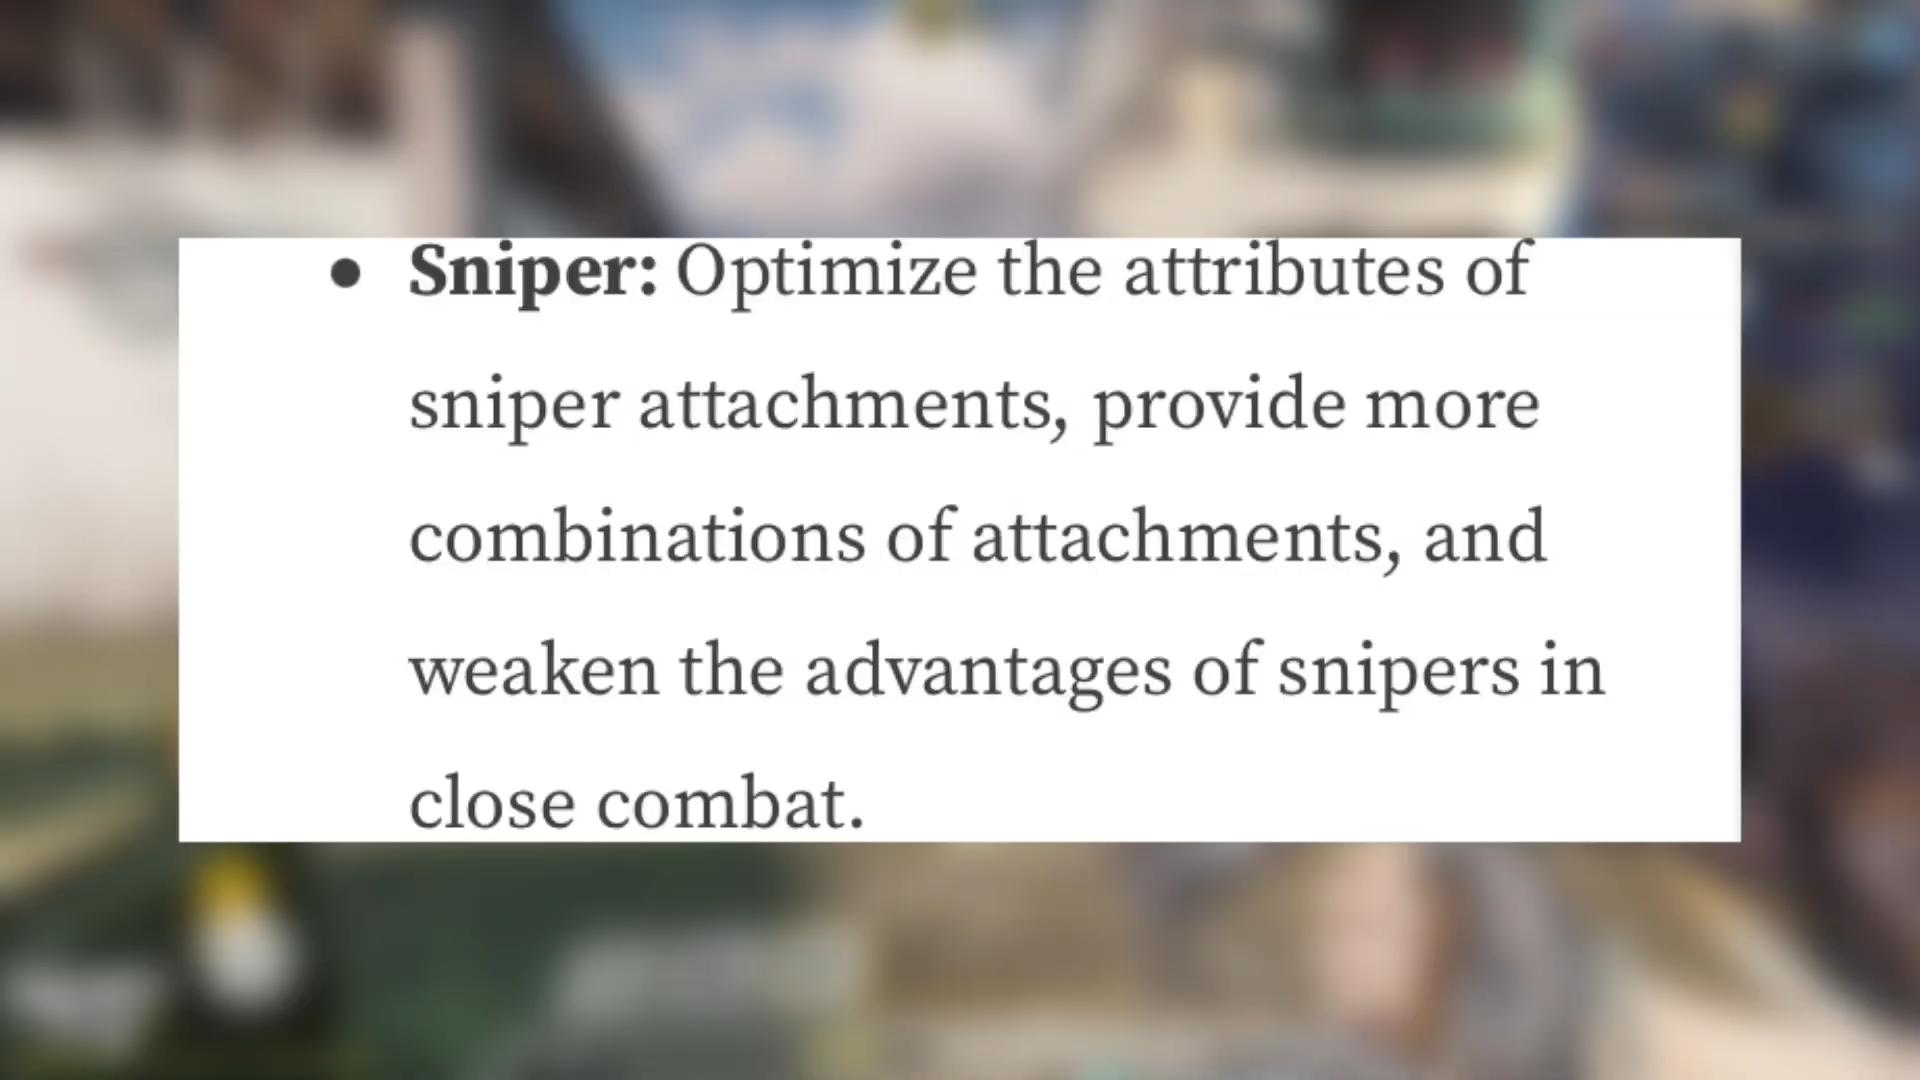 • Sniper: Optimize the attributes of
sniper attachments, provide more
combinations of attachments, and
weaken the advantages of snipers in
close combat.